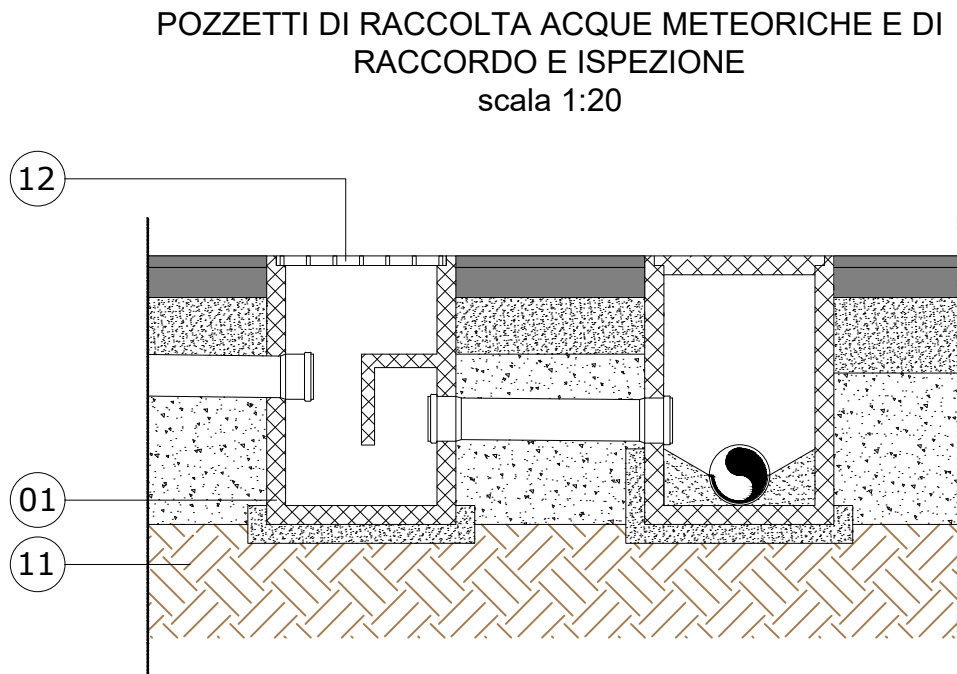 POZZETTI DI RACCOLTA ACQUE METEORICHE E DI
RACCORDO E ISPEZIONE
scala 1:20
12
01
11